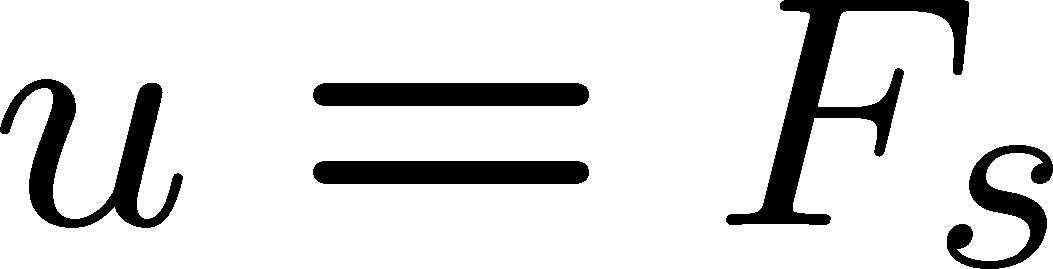 u = F_s